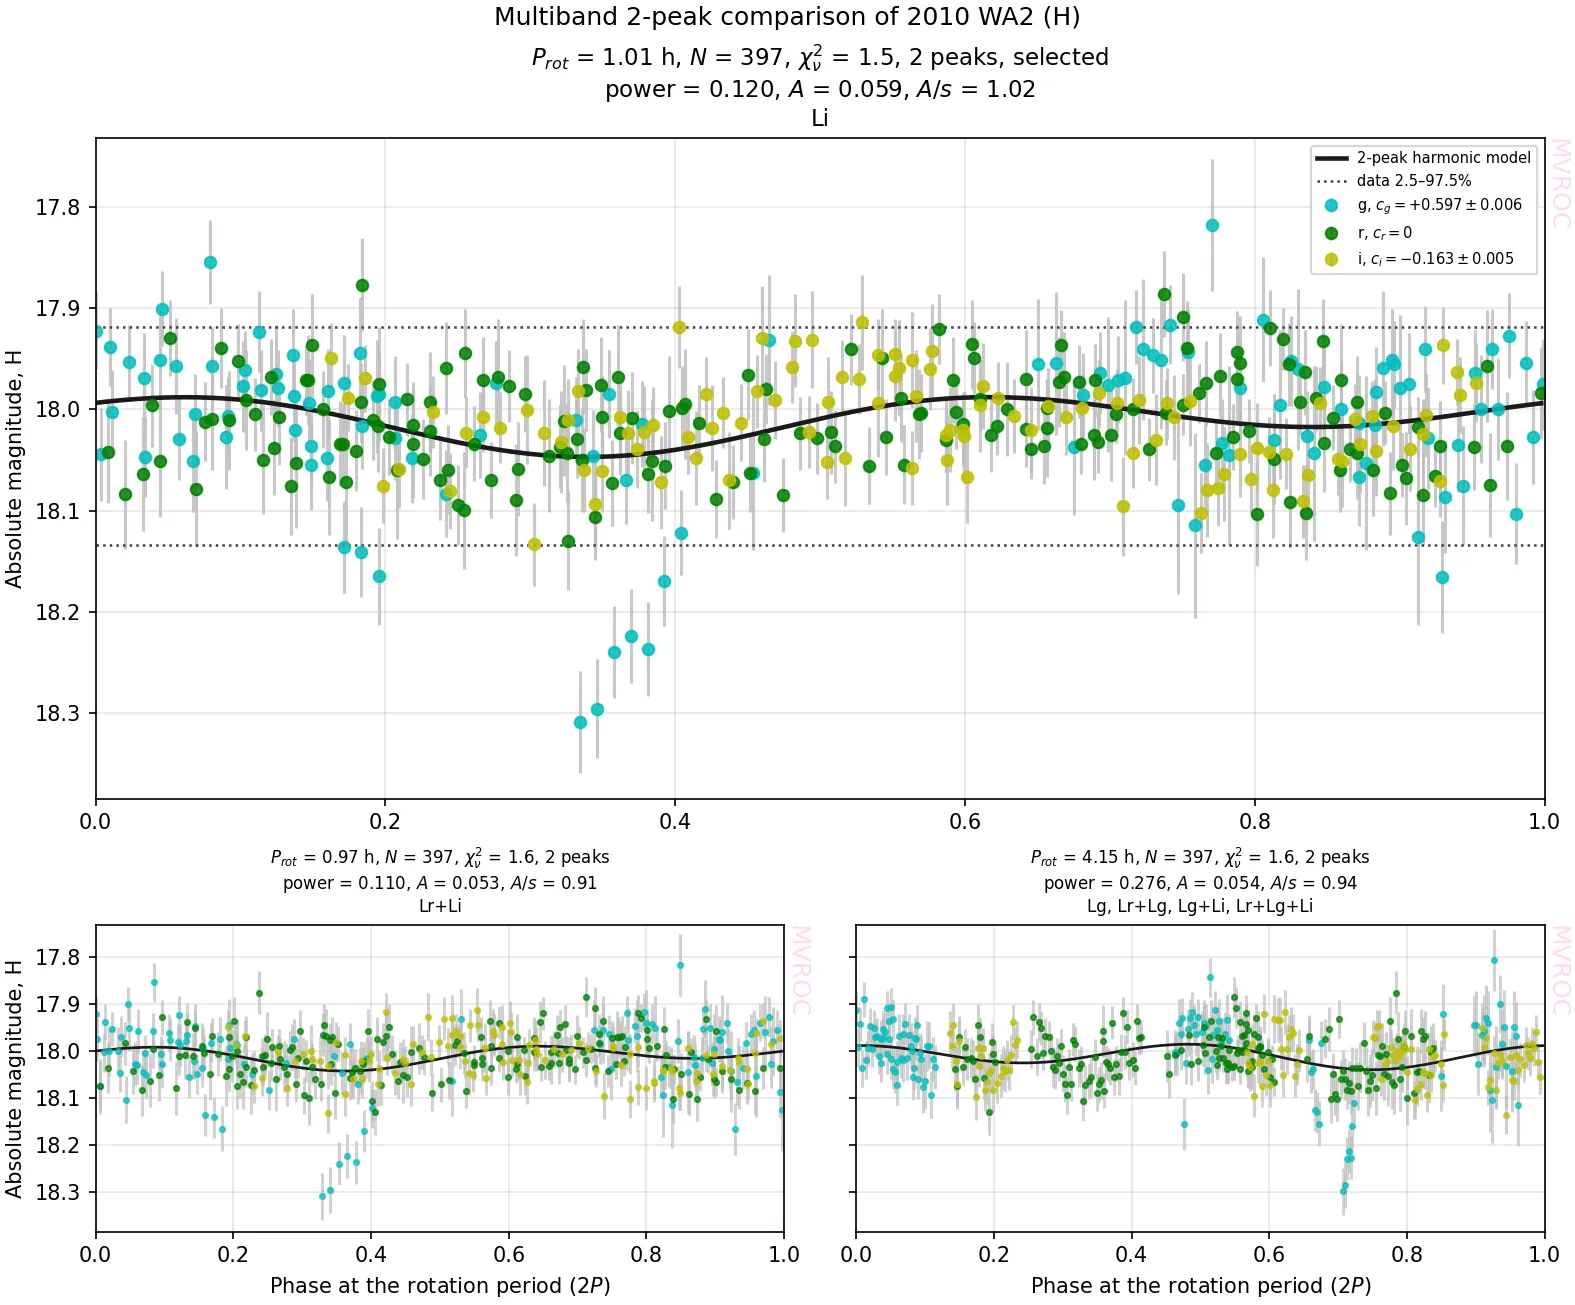 Multiband 2-peak comparison of 2010 WA2 (H)
P_rot = 1.01 h, N = 397, χ²_ν = 1.5, 2 peaks, selected
power = 0.120, A = 0.059, A/s = 1.02
Li
2-peak harmonic model
data 2.5–97.5%
g, c_g = +0.597 ± 0.006
r, c_r = 0
i, c_i = −0.163 ± 0.005
MVROC
Absolute magnitude, H
17.8
17.9
18.0
18.1
18.2
18.3
0.0 0.2 0.4 0.6 0.8 1.0
P_rot = 0.97 h, N = 397, χ²_ν = 1.6, 2 peaks
power = 0.110, A = 0.053, A/s = 0.91
Lr+Li
MVROC
Absolute magnitude, H
17.8
17.9
18.0
18.1
18.2
18.3
0.0 0.2 0.4 0.6 0.8 1.0
Phase at the rotation period (2P)
P_rot = 4.15 h, N = 397, χ²_ν = 1.6, 2 peaks
power = 0.276, A = 0.054, A/s = 0.94
Lg, Lr+Lg, Lg+Li, Lr+Lg+Li
MVROC
0.0 0.2 0.4 0.6 0.8 1.0
Phase at the rotation period (2P)